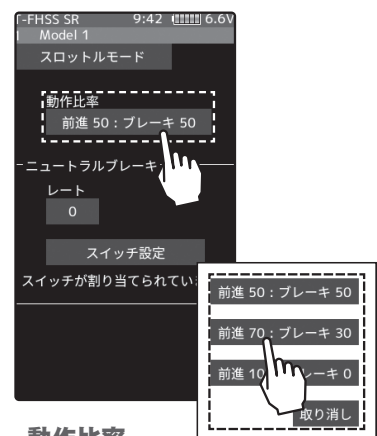 T-FHSS SR 9:42 6.6V
Model 1
スロットルモード
動作比率
前進 50:ブレーキ 50
ニュートラルブレーキ
レート
0
スイッチ設定
スイッチが割り当てられてい
前進 50:ブレーキ 50
前進 70:ブレーキ 30
前進 10 レーキ 0
取り消し
動作比率